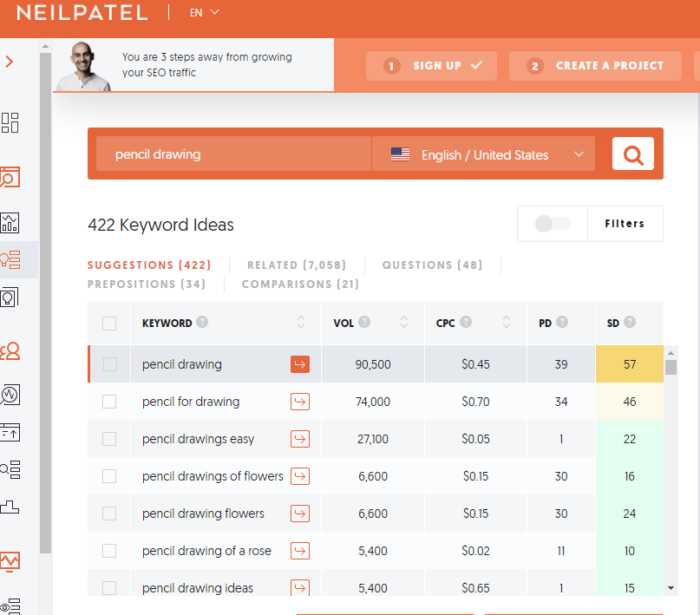 NEILPATEL
EN
You are 3 steps away from growing
your SEO traffic
1 SIGN UP
2 CREATE A PROJECT
pencil drawing
English / United States
422 Keyword Ideas
Filters
SUGGESTIONS (422) RELATED (7,058) QUESTIONS (48)
PREPOSITIONS (34) COMPARISONS (21)
KEYWORD ? VOL ? CPC ? PD ? SD ?
pencil drawing 90,500 $0.45 39 57
pencil for drawing 74,000 $0.70 34 46
pencil drawings easy 27,100 $0.05 1 22
pencil drawings of flowers 6,600 $0.15 30 16
pencil drawing flowers 6,600 $0.15 30 24
pencil drawing of a rose 5,400 $0.02 11 10
pencil drawing ideas 5,400 $0.65 1 15